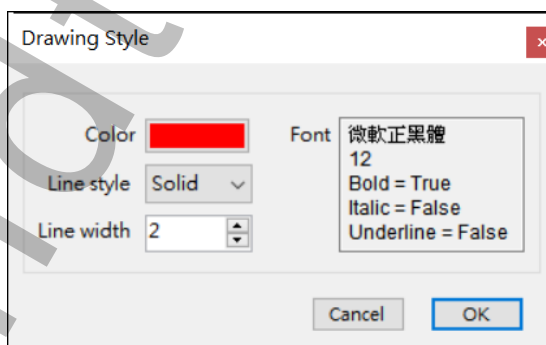 Drawing Style
Color
Font
微軟正黑體
12
Bold = True
Italic = False
Underline = False
Line style
Solid
Line width
2
Cancel
OK